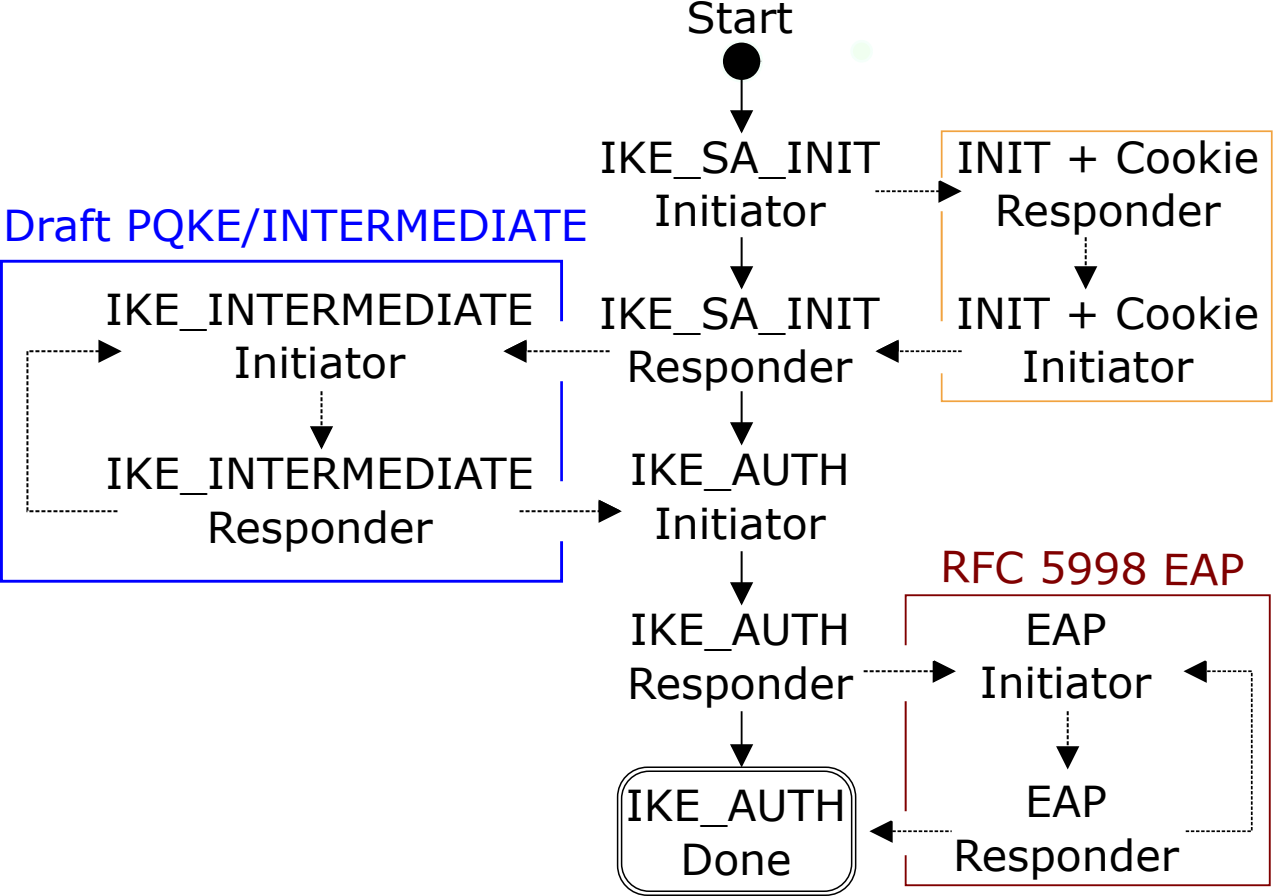 Start
IKE_SA_INIT
Initiator
INIT + Cookie
Responder
Draft PQKE/INTERMEDIATE
IKE_INTERMEDIATE
Initiator
IKE_SA_INIT
Responder
INIT + Cookie
Initiator
IKE_INTERMEDIATE
Responder
IKE_AUTH
Initiator
RFC 5998 EAP
IKE_AUTH
Responder
EAP
Initiator
IKE_AUTH
Done
EAP
Responder